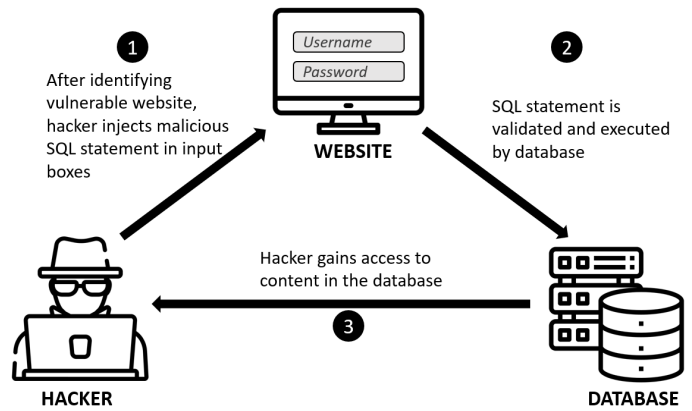 1
After identifying
vulnerable website,
hacker injects malicious
SQL statement in input
boxes
Username
Password
WEBSITE
2
SQL statement is
validated and executed
by database
Hacker gains access to
content in the database
3
HACKER
DATABASE